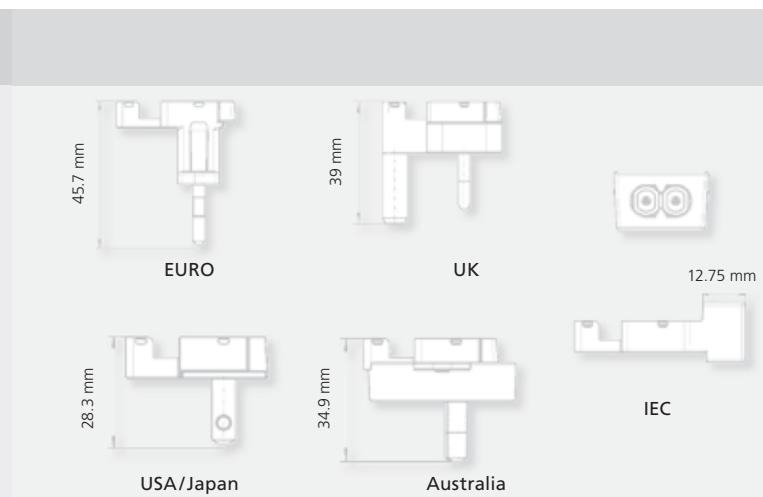 45.7 mm
EURO
39 mm
UK
12.75 mm
IEC
28.3 mm
USA/Japan
34.9 mm
Australia